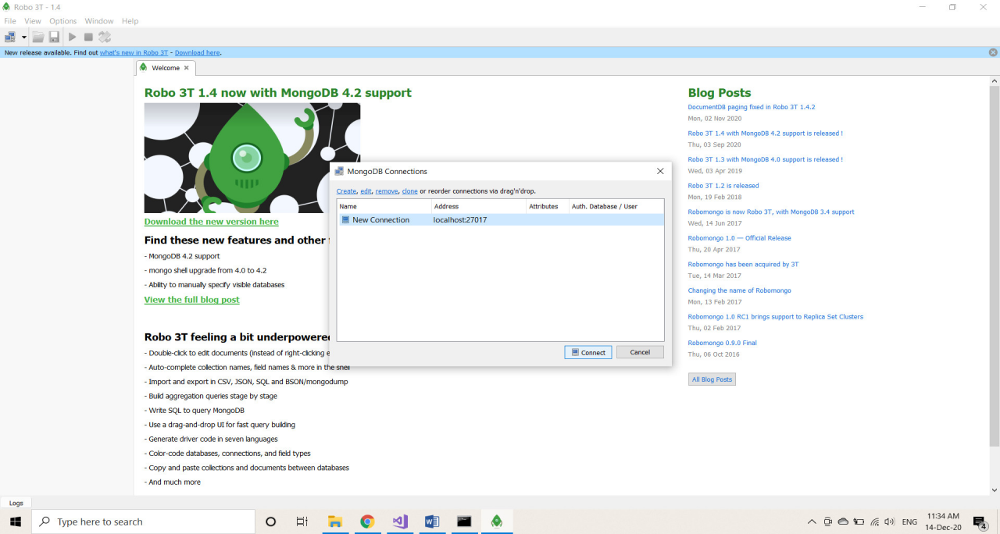 Robo 3T - 1.4
File View Options Window Help
New release available. Find out what's new in Robo 3T - Download here.
Welcome
Robo 3T 1.4 now with MongoDB 4.2 support
Download the new version here
Find these new features and other
- MongoDB 4.2 support
- mongo shell upgrade from 4.0 to 4.2
- Ability to manually specify visible databases
View the full blog post
Robo 3T feeling a bit underpowered
- Double-click to edit documents (instead of right-clicking
- Auto-complete collection names, field names & more in the shell
- Import and export in CSV, JSON, SQL and BSON/mongodump
- Build aggregation queries stage by stage
- Write SQL to query MongoDB
- Use a drag-and-drop UI for fast query building
- Generate driver code in seven languages
- Color-code databases, connections, and field types
- Copy and paste collections and documents between databases
- And much more
MongoDB Connections
Create, edit, remove, clone or reorder connections via drag'n'drop.
Name Address Attributes Auth. Database / User
New Connection localhost:27017
Connect Cancel
Blog Posts
DocumentDB paging fixed in Robo 3T 1.4.2
Mon, 02 Nov 2020
Robo 3T 1.4 with MongoDB 4.2 support is released !
Thu, 03 Sep 2020
Robo 3T 1.3 with MongoDB 4.0 support is released !
Wed, 03 Apr 2019
Robo 3T 1.2 is released
Mon, 19 Feb 2018
Robomongo is now Robo 3T, with MongoDB 3.4 support
Wed, 14 Jun 2017
Robomongo 1.0 — Official Release
Thu, 20 Apr 2017
Robomongo has been acquired by 3T
Tue, 14 Mar 2017
Changing the name of Robomongo
Mon, 13 Feb 2017
Robomongo 1.0 RC1 brings support to Replica Set Clusters
Thu, 02 Feb 2017
Robomongo 0.9.0 Final
Thu, 06 Oct 2016
All Blog Posts
Logs
Type here to search
ENG
11:34 AM
14-Dec-20
4